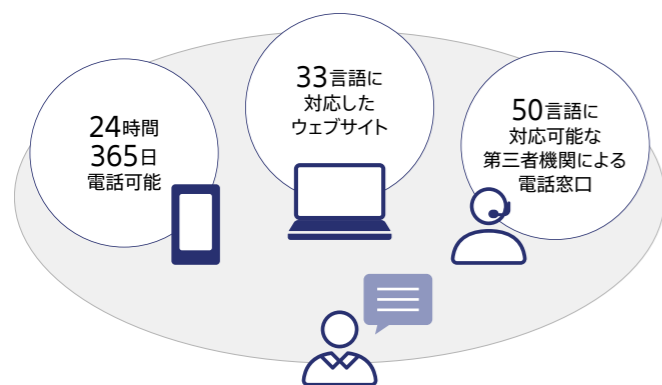 24時間
365日
電話可能
33言語に
対応した
ウェブサイト
50言語に
対応可能な
第三者機関による
電話窓口